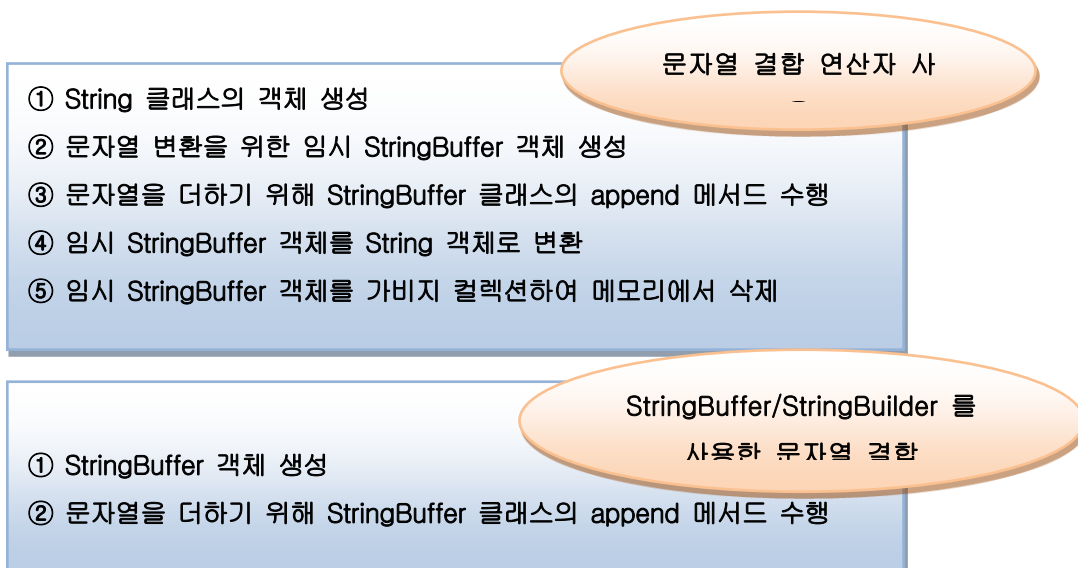 문자열 결합 연산자 사
① String 클래스의 객체 생성
② 문자열 변환을 위한 임시 StringBuffer 객체 생성
③ 문자열을 더하기 위해 StringBuffer 클래스의 append 메서드 수행
④ 임시 StringBuffer 객체를 String 객체로 변환
⑤ 임시 StringBuffer 객체를 가비지 컬렉션하여 메모리에서 삭제
StringBuffer/StringBuilder 를
사용한 문자열 결합
① StringBuffer 객체 생성
② 문자열을 더하기 위해 StringBuffer 클래스의 append 메서드 수행